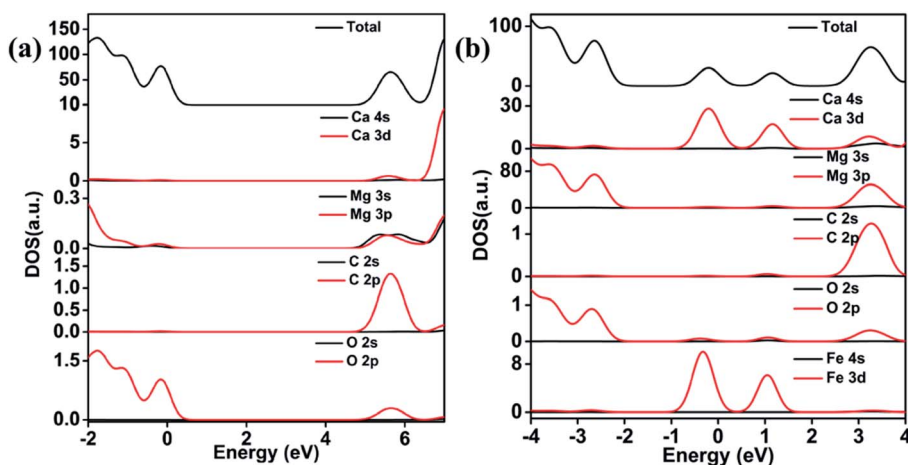 (a)
DOS(a.u.)
150
100
50
10
Total
5
0
Ca 4s
Ca 3d
0.3
0.0
Mg 3s
Mg 3p
1.5
1.0
0.5
0.0
C 2s
C 2p
1.5
0.0
O 2s
O 2p
-2 0 2 4 6
Energy (eV)
(b)
DOS(a.u.)
100
0
Total
30
0
Ca 4s
Ca 3d
80
0
Mg 3s
Mg 3p
1
0
C 2s
C 2p
1
0
O 2s
O 2p
8
0
Fe 4s
Fe 3d
-4 -3 -2 -1 0 1 2 3 4
Energy (eV)